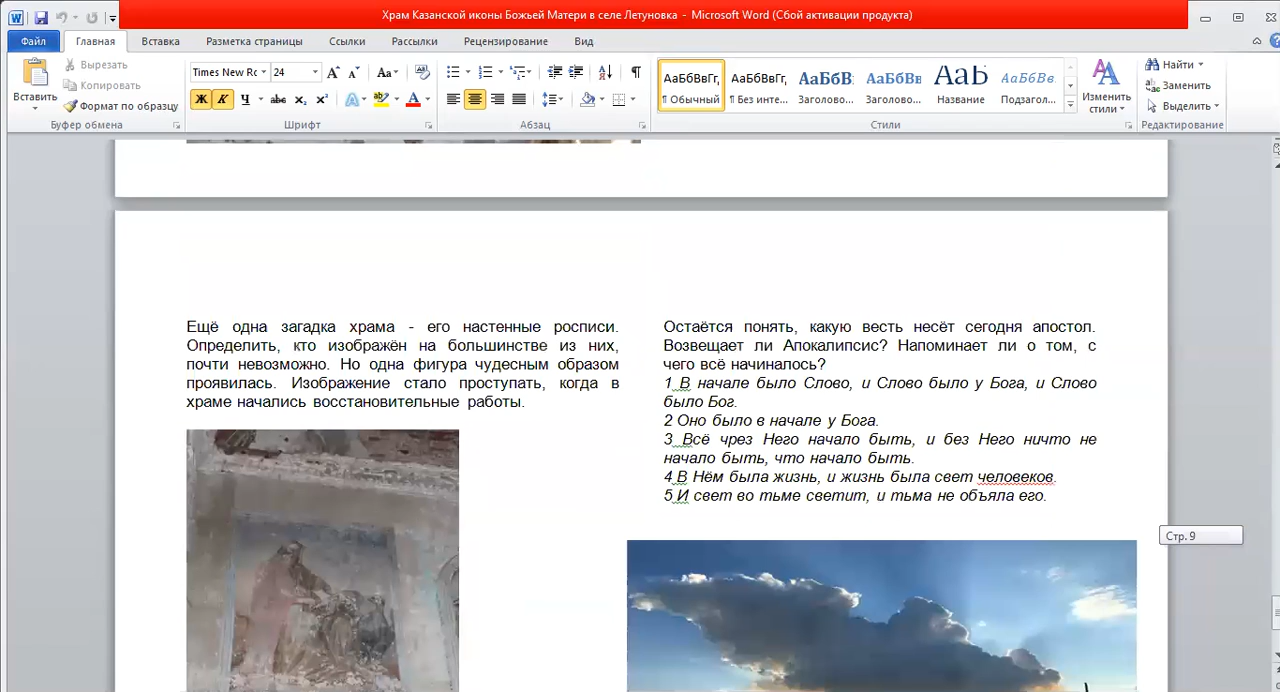 Храм Казанской иконы Божьей Матери в селе Летуновка - Microsoft Word (Сбой активации продукта)
Файл Главная Вставка Разметка страницы Ссылки Рассылки Рецензирование Вид
Вставить
Вырезать
Копировать
Формат по образцу
Буфер обмена
Times New Rc 24
Aa
Ж К Ч abc x₂ x² A ab A
Шрифт
Абзац
АаБбВвГг, АаБбВвГг, АаБбВ АаБбВв АаБ АаБбВв.
¶ Обычный ¶ Без инте... Заголово... Заголово... Название Подзагол...
Стили
Изменить стили
Найти
Заменить
Выделить
Редактирование
Ещё одна загадка храма - его настенные росписи.
Определить, кто изображён на большинстве из них,
почти невозможно. Но одна фигура чудесным образом
проявилась. Изображение стало проступать, когда в
храме начались восстановительные работы.
Остаётся понять, какую весть несёт сегодня апостол.
Возвещает ли Апокалипсис? Напоминает ли о том, с
чего всё начиналось?
1 В начале было Слово, и Слово было у Бога, и Слово
было Бог.
2 Оно было в начале у Бога.
3 Всё чрез Него начало быть, и без Него ничто не
начало быть, что начало быть.
4 В Нём была жизнь, и жизнь была свет человеков.
5 И свет во тьме светит, и тьма не объяла его.
Стр. 9